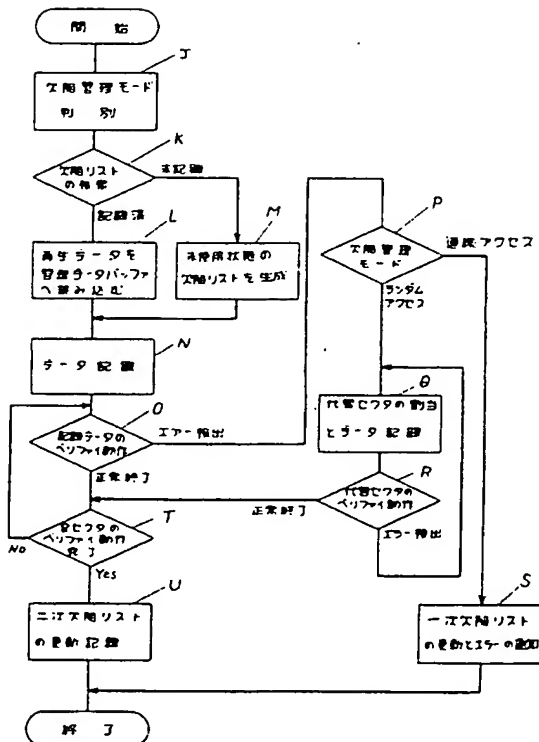 開始
J
欠陥管理モード
判別
K
欠陥リスト
の検索
未記録
記録済
L
再生データを
管理データバッファ
へ読み込む
M
未使用状態の
欠陥リストを生成
N
データ記録
O
記録データの
ベリファイ動作
エラー検出
正常終了
P
欠陥管理
モード
連続アクセス
ランダム
アクセス
Q
代替セクタの割当
とデータ記録
R
代替セクタの
ベリファイ動作
正常終了
エラー検出
T
全セクタの
ベリファイ動作
完了
No
Yes
U
二次欠陥リスト
の更新記録
S
一次欠陥リスト
の更新とエラーの
終了